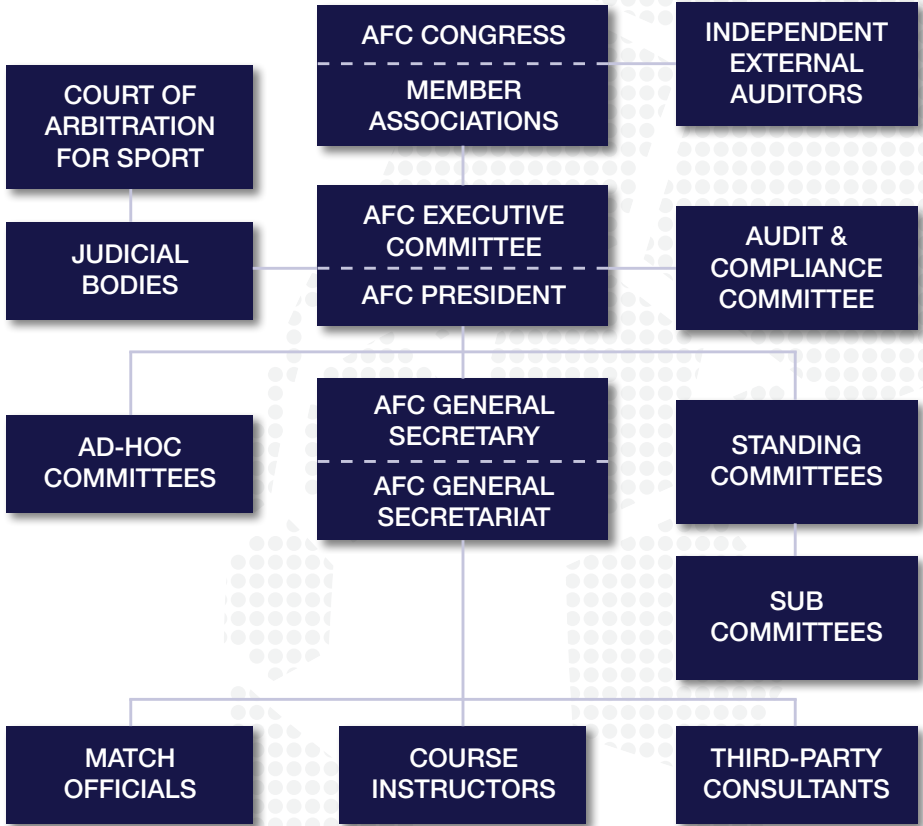 AFC CONGRESS
MEMBER
ASSOCIATIONS
INDEPENDENT
EXTERNAL
AUDITORS
COURT OF
ARBITRATION
FOR SPORT
JUDICIAL
BODIES
AFC EXECUTIVE
COMMITTEE
AFC PRESIDENT
AUDIT &
COMPLIANCE
COMMITTEE
AD-HOC
COMMITTEES
AFC GENERAL
SECRETARY
AFC GENERAL
SECRETARIAT
STANDING
COMMITTEES
SUB
COMMITTEES
MATCH
OFFICIALS
COURSE
INSTRUCTORS
THIRD-PARTY
CONSULTANTS